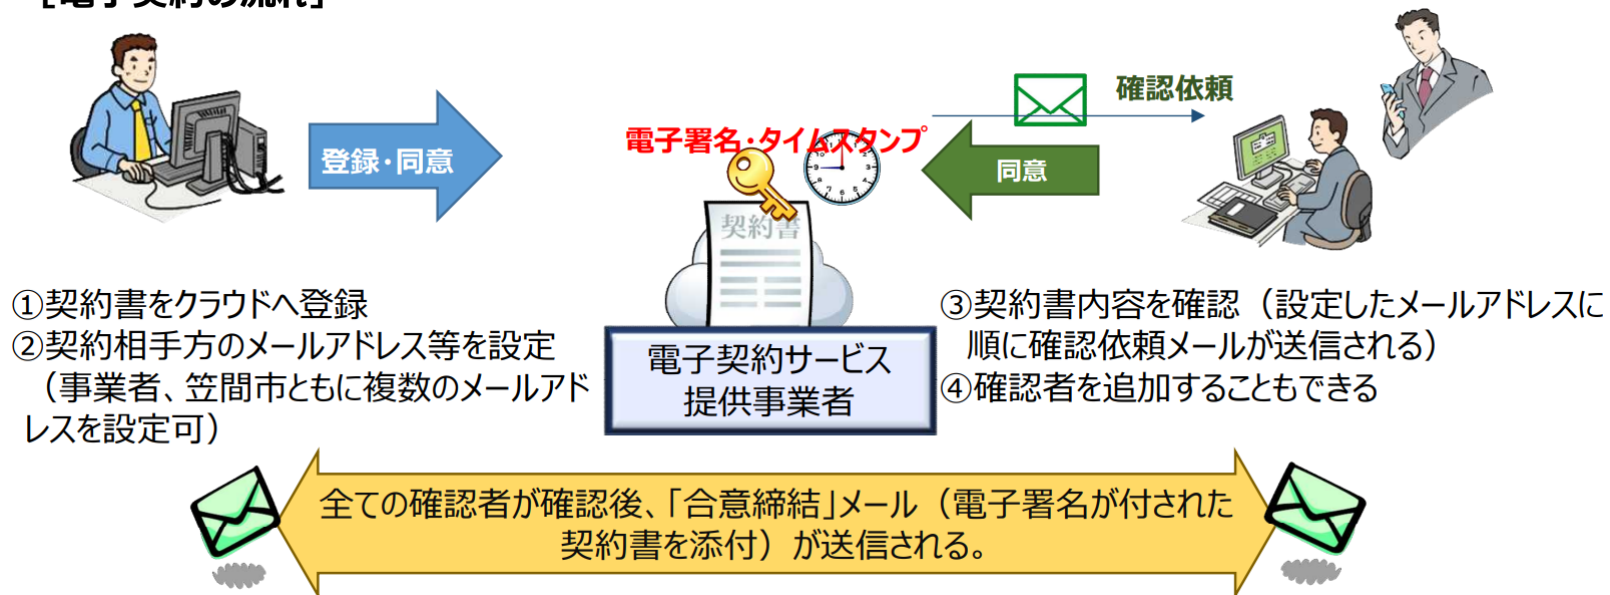 ［電子契約の流れ］
登録・同意
電子署名・タイムスタンプ
契約書
確認依頼
同意
①契約書をクラウドへ登録
②契約相手方のメールアドレス等を設定
（事業者、笠間市ともに複数のメールアド
レスを設定可）
電子契約サービス
提供事業者
③契約書内容を確認（設定したメールアドレスに
順に確認依頼メールが送信される）
④確認者を追加することもできる
全ての確認者が確認後、「合意締結」メール（電子署名が付された
契約書を添付）が送信される。